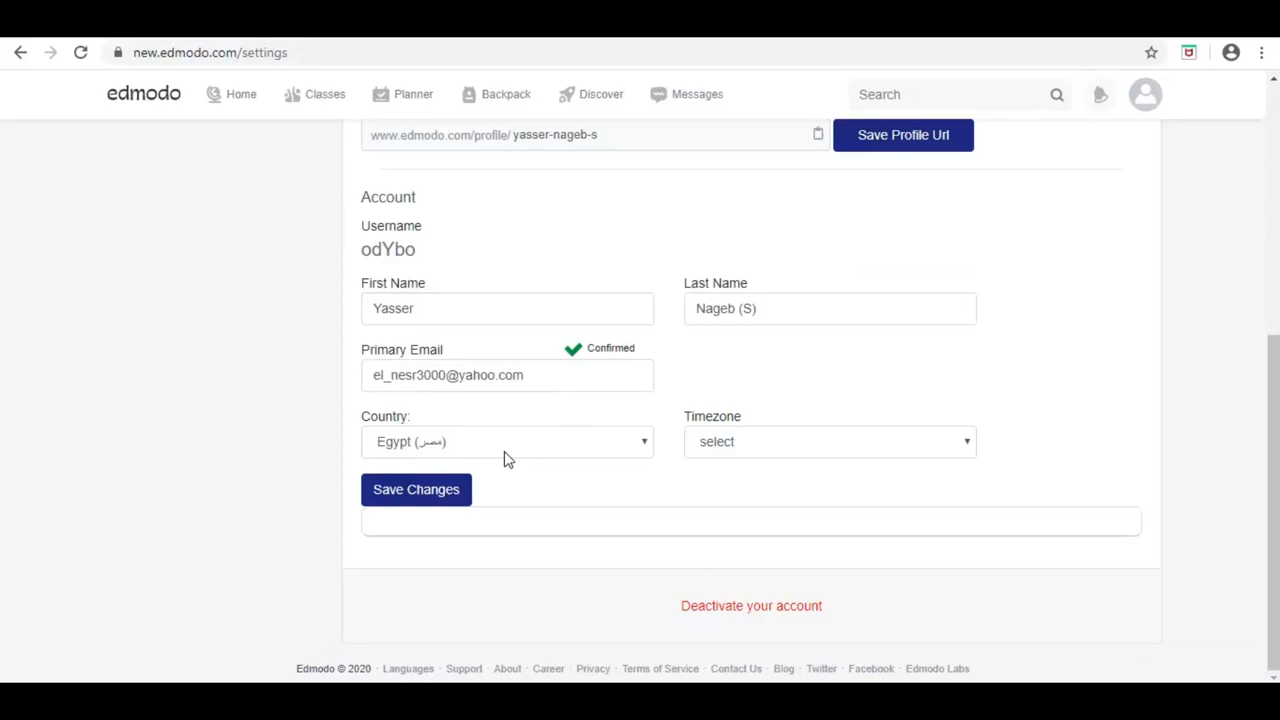 new.edmodo.com/settings
edmodo Home Classes Planner Backpack Discover Messages Search
www.edmodo.com/profile/ yasser-nageb-s Save Profile Url
Account
Username
odYbo
First Name Last Name
Yasser Nageb (S)
Primary Email Confirmed
el_nesr3000@yahoo.com
Country: Timezone
Egypt (مصر) select
Save Changes
Deactivate your account
Edmodo © 2020 · Languages · Support · About · Career · Privacy · Terms of Service · Contact Us · Blog · Twitter · Facebook · Edmodo Labs